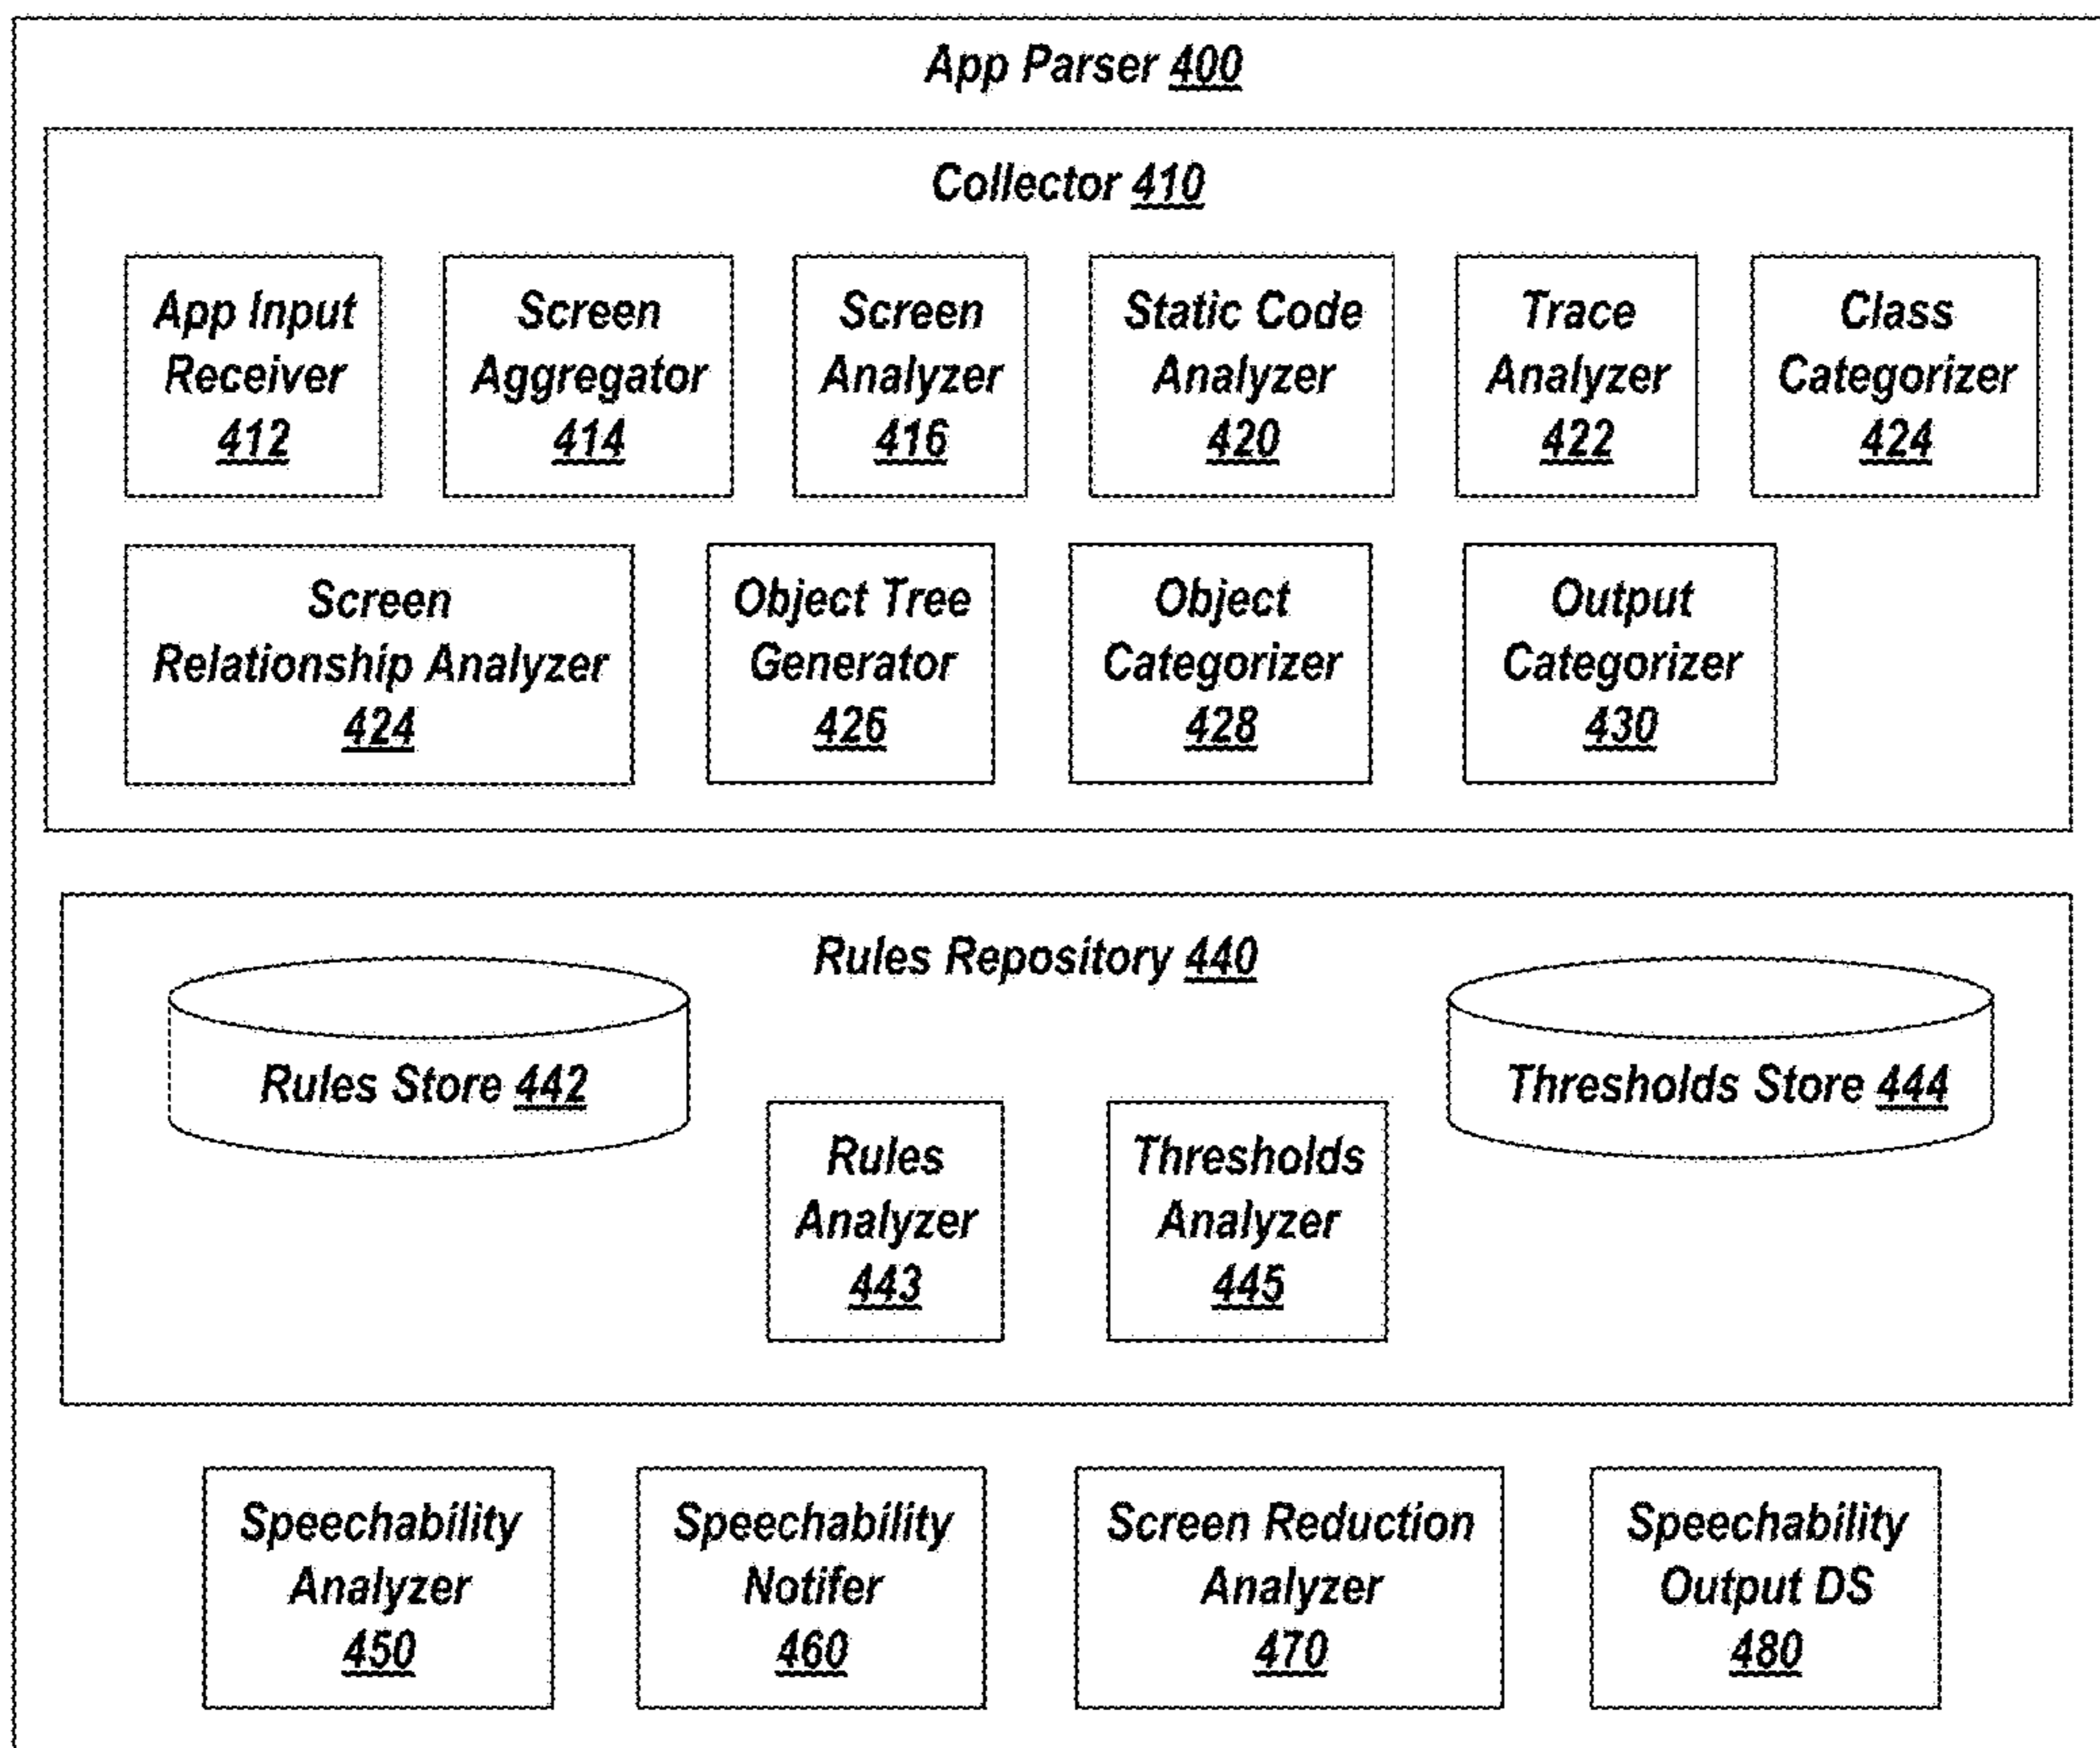 App Parser 400
Collector 410
App Input
Receiver
412
Screen
Aggregator
414
Screen
Analyzer
416
Static Code
Analyzer
420
Trace
Analyzer
422
Class
Categorizer
424
Screen
Relationship Analyzer
424
Object Tree
Generator
426
Object
Categorizer
428
Output
Categorizer
430
Rules Repository 440
Rules Store 442
Thresholds Store 444
Rules
Analyzer
443
Thresholds
Analyzer
445
Speechability
Analyzer
450
Speechability
Notifer
460
Screen Reduction
Analyzer
470
Speechability
Output DS
480